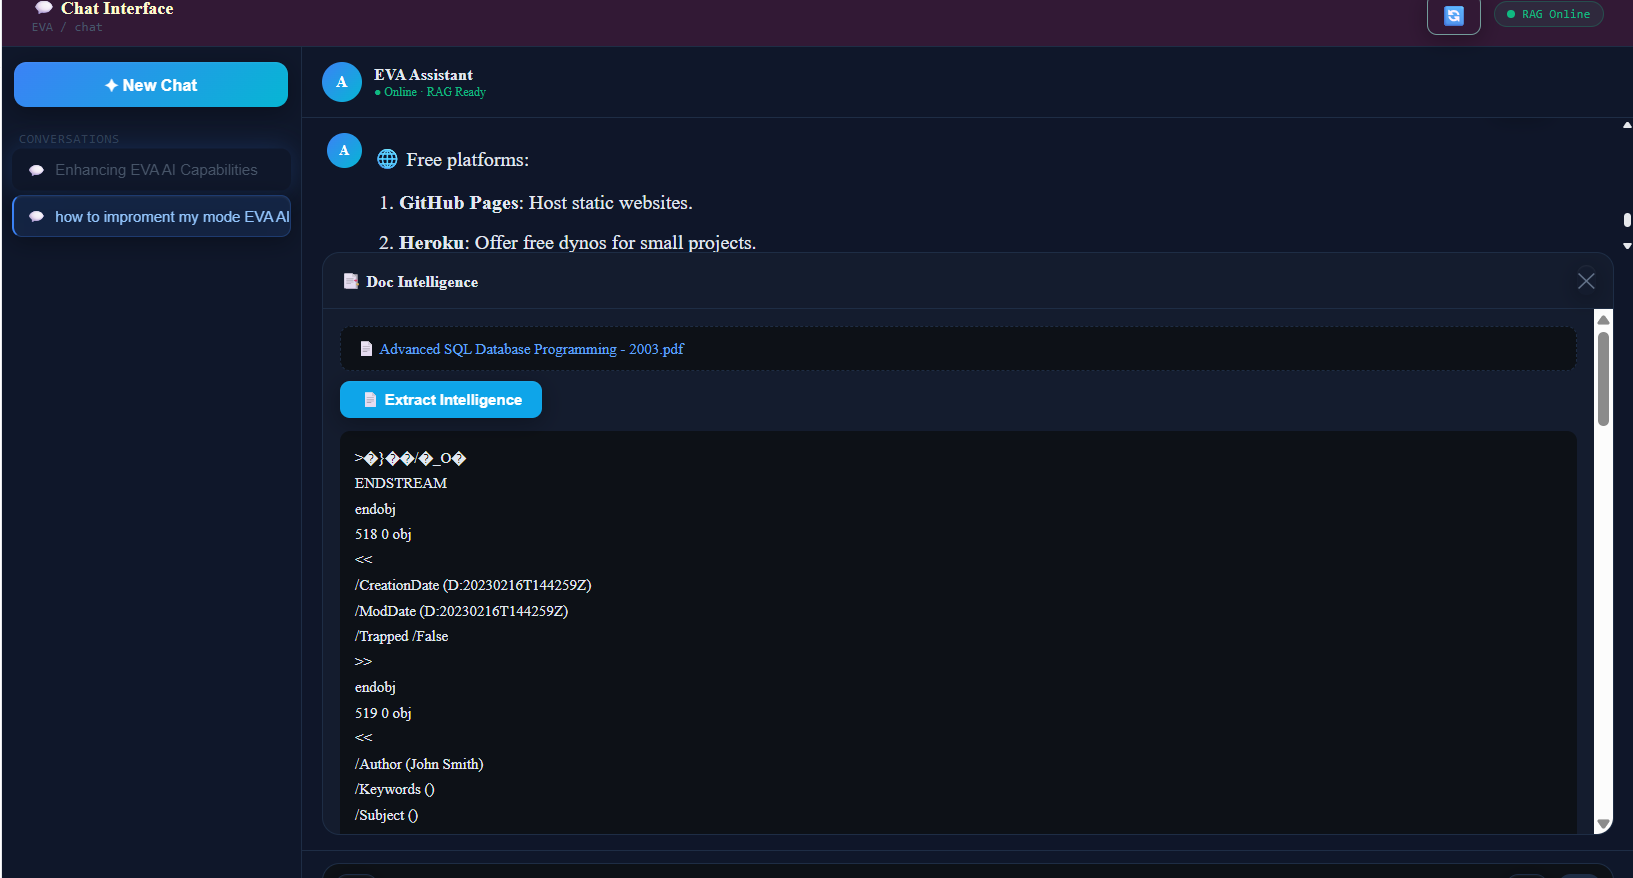 Chat Interface
EVA / chat
RAG Online
✦ New Chat
CONVERSATIONS
Enhancing EVA AI Capabilities
how to improment my mode EVA AI
A
EVA Assistant
● Online · RAG Ready
A
Free platforms:
1. GitHub Pages: Host static websites.
2. Heroku: Offer free dynos for small projects.
Doc Intelligence
Advanced SQL Database Programming - 2003.pdf
Extract Intelligence
>�}��/�_O�
ENDSTREAM
endobj
518 0 obj
<<
/CreationDate (D:20230216T144259Z)
/ModDate (D:20230216T144259Z)
/Trapped /False
>>
endobj
519 0 obj
<<
/Author (John Smith)
/Keywords ()
/Subject ()